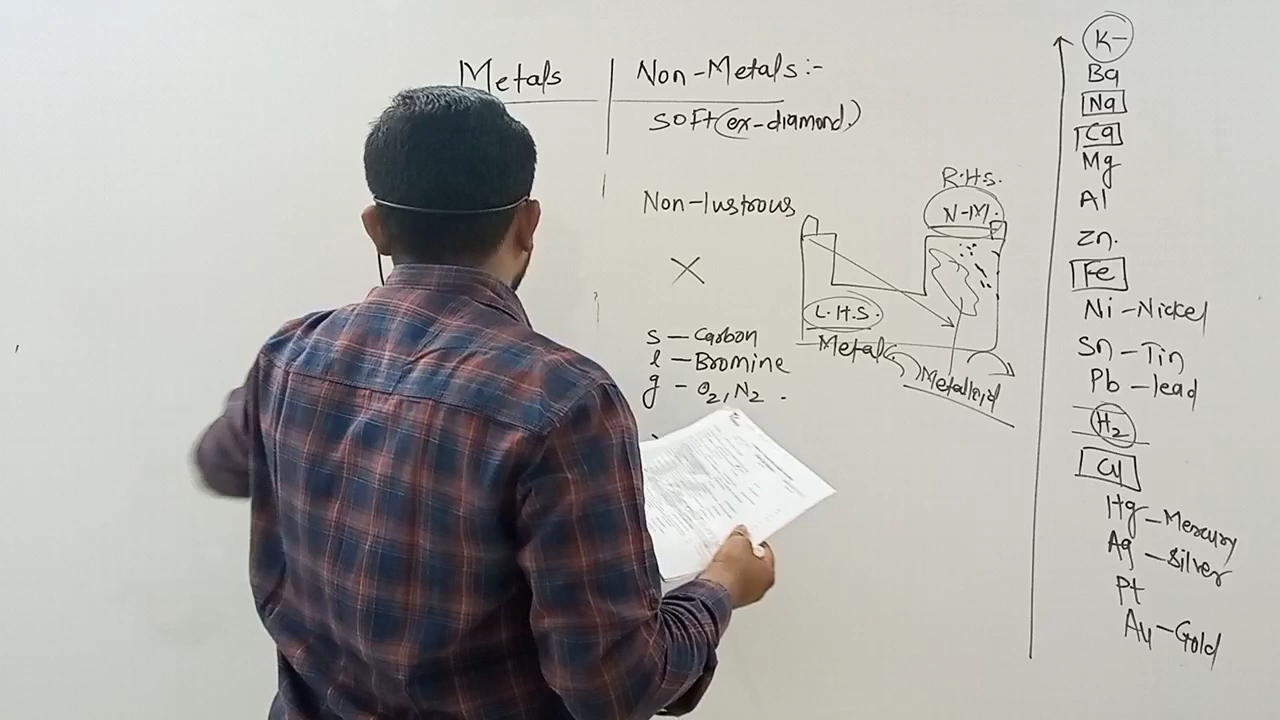 Metals
Non-Metals:-
Soft (ex-diamond)
Non-lustrous
×
s — Carbon
l — Bromine
g - O2, N2.
R.H.S.
N-M.
L.H.S.
Metals
Metalloid
K
Ba
Na
Ca
Mg
Al
Zn.
Fe
Ni - Nickel
Sn - Tin
Pb - lead
H2
Cu
Hg - Mercury
Ag - Silver
Pt
Au - Gold